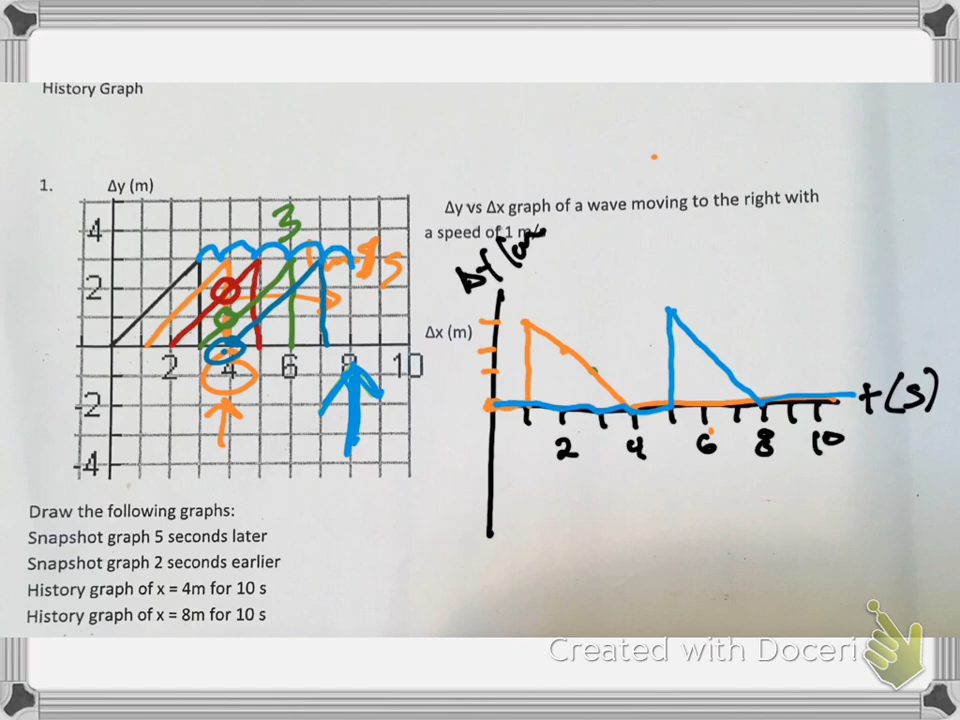 History Graph
1. Δy (m)
Δy vs Δx graph of a wave moving to the right with
a speed of 1 m/s
4
3
2
5
Δy (cm
Δx (m)
2 4 6 8 10
-2
-4
t (s)
2 4 6 8 10
Draw the following graphs:
Snapshot graph 5 seconds later
Snapshot graph 2 seconds earlier
History graph of x = 4m for 10 s
History graph of x = 8m for 10 s
Created with Doceri